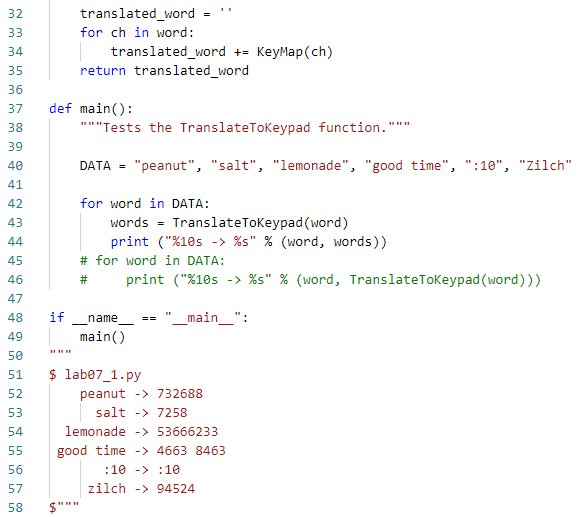 32     translated_word = ''
33     for ch in word:
34         translated_word += KeyMap(ch)
35     return translated_word
36
37 def main():
38     """Tests the TranslateToKeypad function."""
39
40     DATA = "peanut", "salt", "lemonade", "good time", ":10", "Zilch"
41
42     for word in DATA:
43         words = TranslateToKeypad(word)
44         print ("%10s -> %s" % (word, words))
45     # for word in DATA:
46     #     print ("%10s -> %s" % (word, TranslateToKeypad(word)))
47
48 if __name__ == "__main__":
49     main()
50 """
51 $ lab07_1.py
52     peanut -> 732688
53       salt -> 7258
54   lemonade -> 53666233
55  good time -> 4663 8463
56        :10 -> :10
57      zilch -> 94524
58 $"""